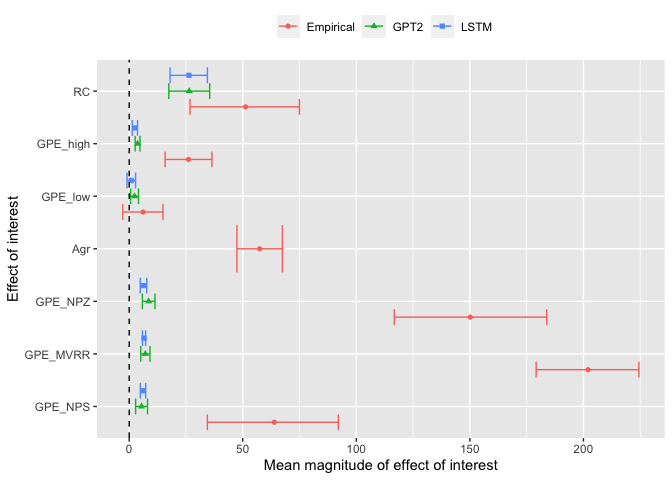 Empirical GPT2 LSTM
Effect of interest
RC
GPE_high
GPE_low
Agr
GPE_NPZ
GPE_MVRR
GPE_NPS
0 50 100 150 200
Mean magnitude of effect of interest